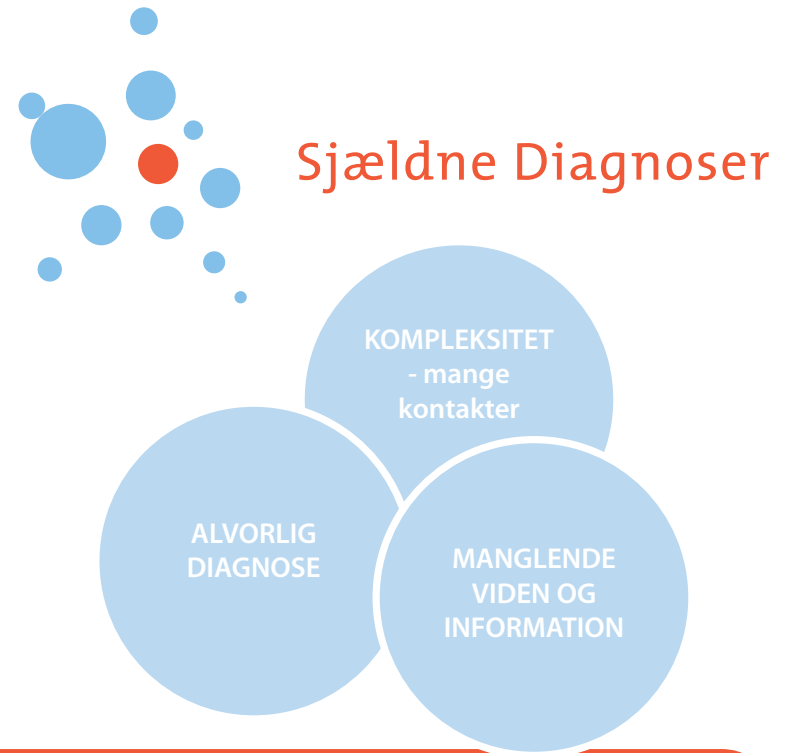 Sjældne Diagnoser
KOMPLEKSITET
- mange
kontakter
ALVORLIG
DIAGNOSE
MANGLENDE
VIDEN OG
INFORMATION